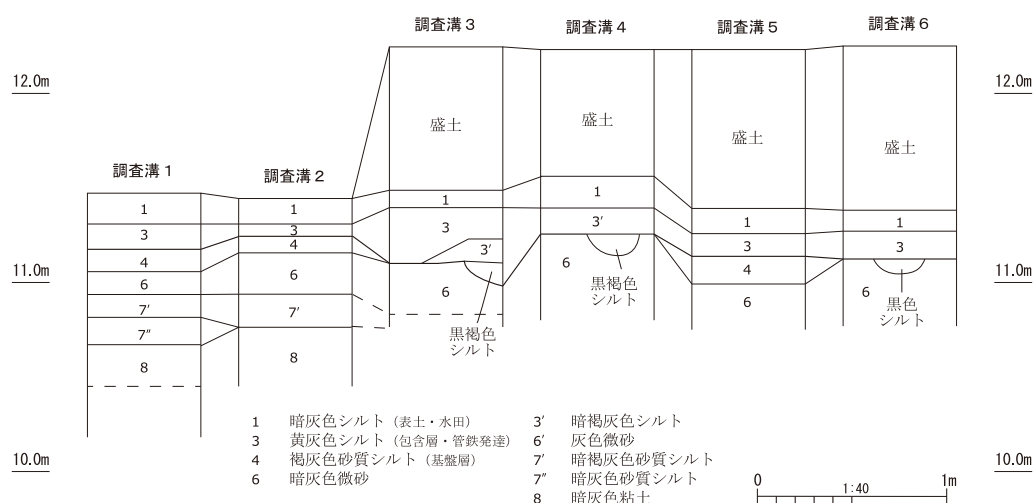 調査溝３
調査溝４
調査溝５
調査溝６
12.0m
12.0m
盛土
盛土
盛土
盛土
調査溝１
調査溝２
1
1
1
1
1
1
3
3
3
3'
3
3
4
4
3'
4
11.0m
11.0m
6
6
6
6
6
6
黒褐色
シルト
黒色
シルト
7'
7'
7"
黒褐色
シルト
8
8
1 暗灰色シルト（表土・水田）
3 黄灰色シルト（包含層・管鉄発達）
4 褐灰色砂質シルト（基盤層）
6 暗灰色微砂
3' 暗褐灰色シルト
6' 灰色微砂
7' 暗褐灰色砂質シルト
7" 暗灰色砂質シルト
8 暗灰色粘土
10.0m
10.0m
0 1:40 1m